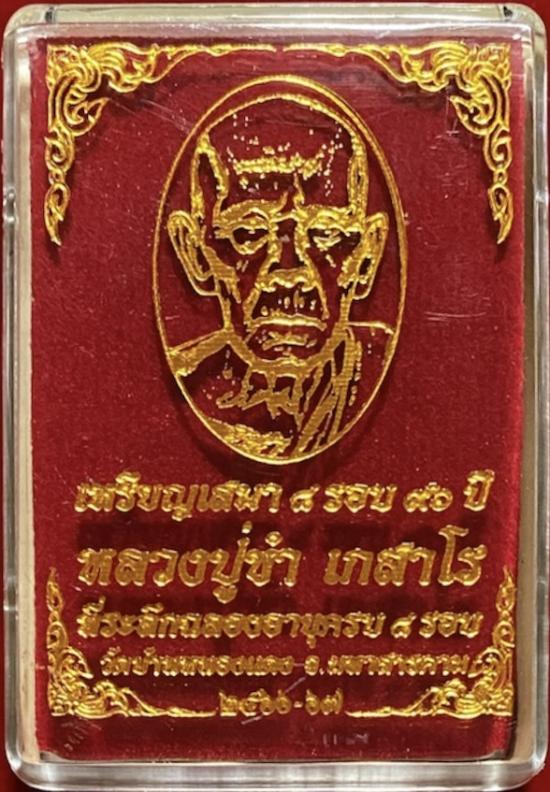 เหรียญเสมา ๘ รอบ ๙๖ ปี
หลวงปู่ขำ เกสาโร
ที่ระลึกฉลองอายุครบ ๘ รอบ
วัดบ้านหนองแดง จ.มหาสารคาม
๒๕๖๖-๖๗